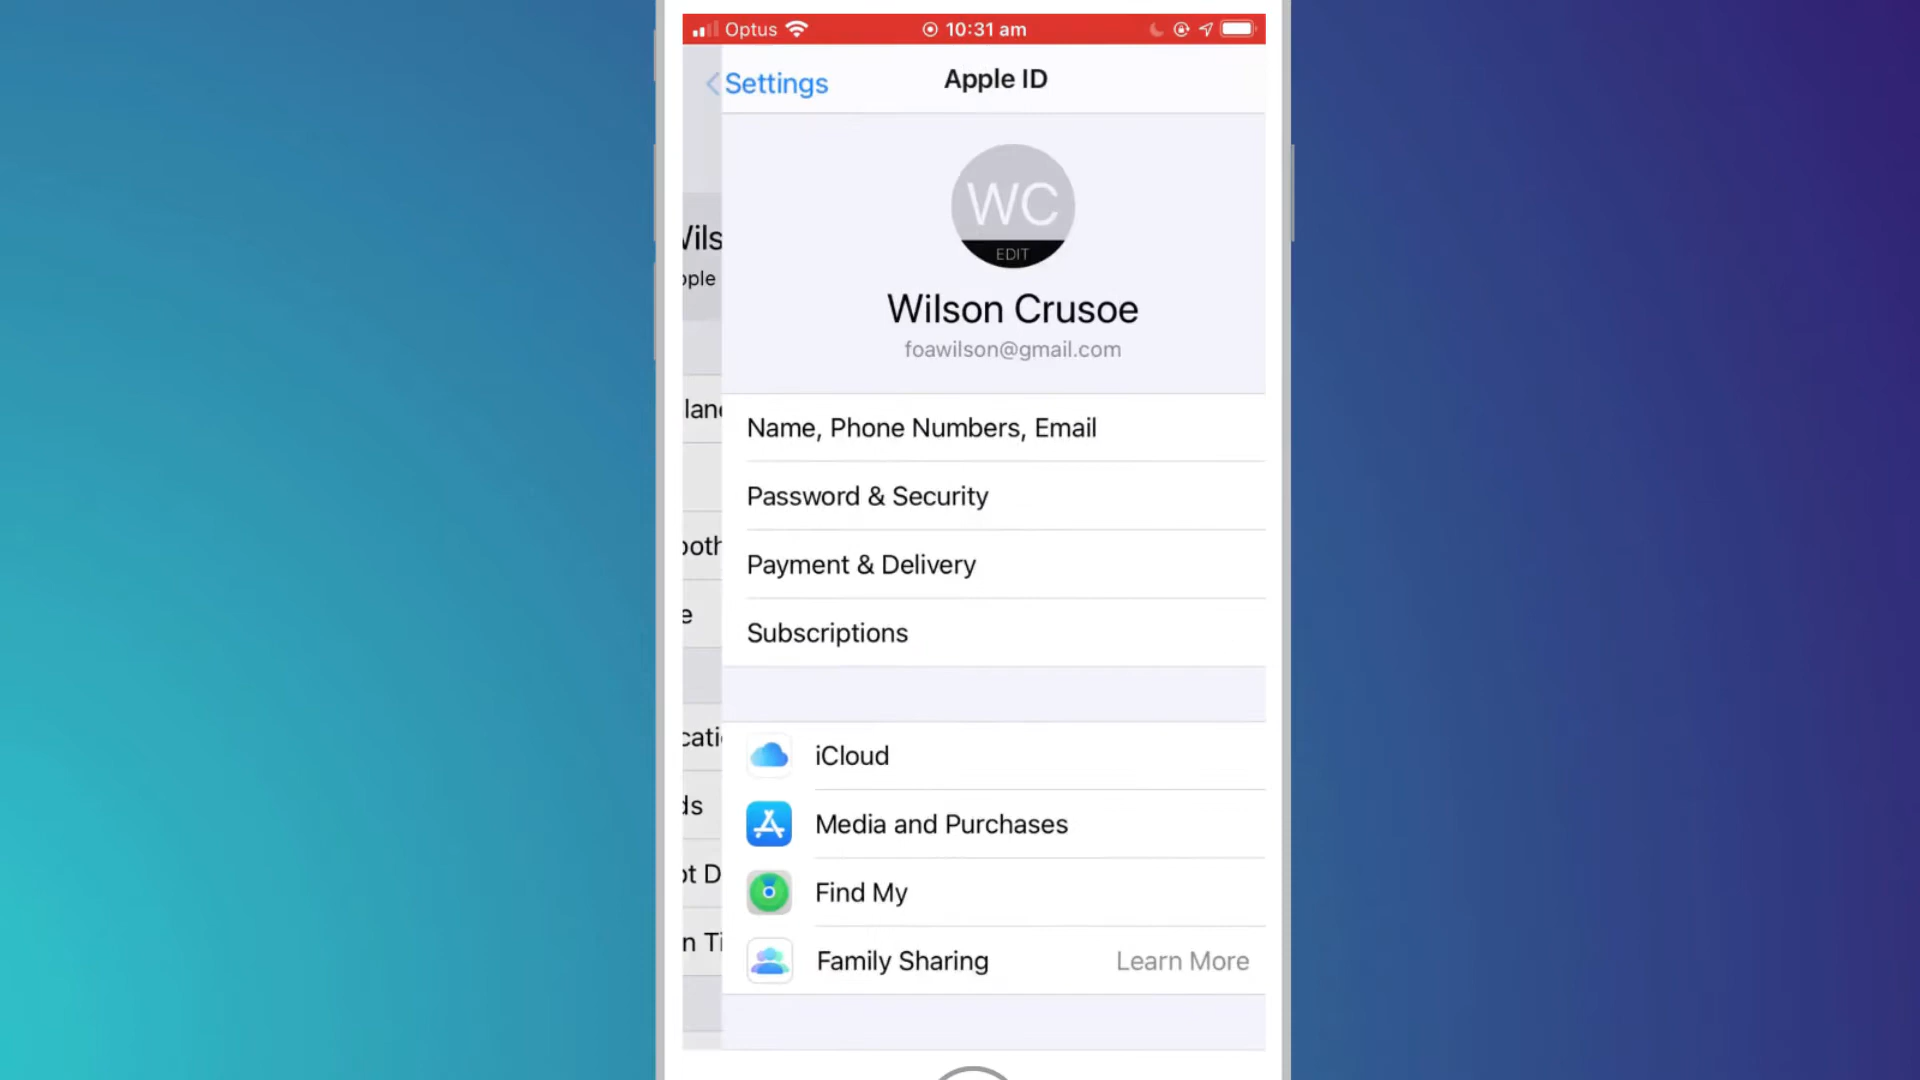 Optus 10:31 am
Settings Apple ID
WC
EDIT
Wilson Crusoe
foawilson@gmail.com
Name, Phone Numbers, Email
Password & Security
Payment & Delivery
Subscriptions
iCloud
Media and Purchases
Find My
Family Sharing Learn More